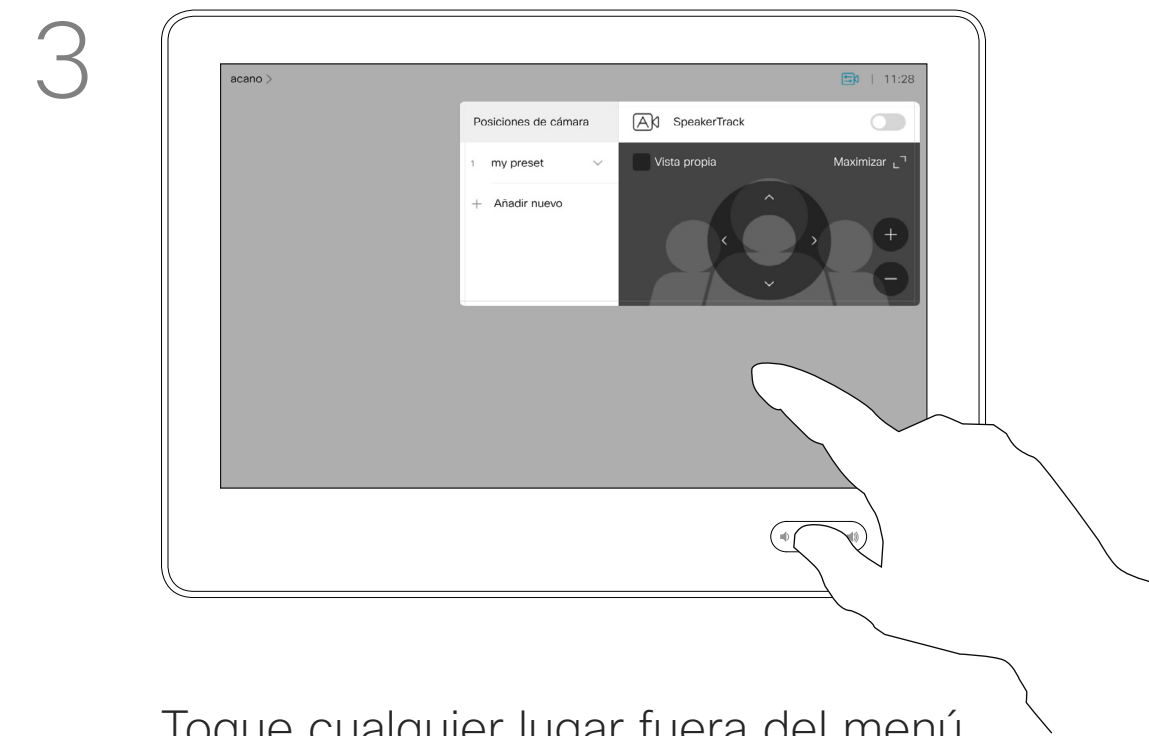 3
acano >
11:28
Posiciones de cámara
SpeakerTrack
1 my preset
Vista propia
Maximizar
+ Añadir nuevo
Toque cualquier lugar fuera del menú